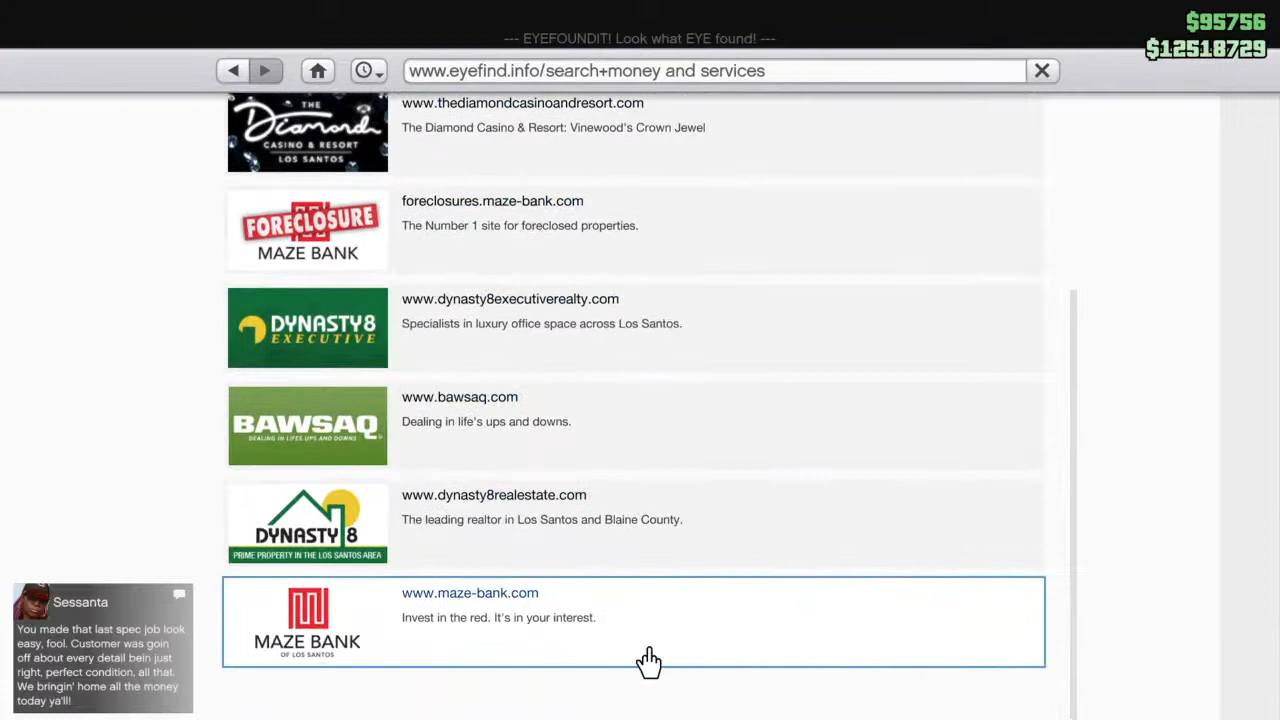 $95756
--- EYEFOUNDIT! Look what EYE found! ---
$12518729
www.eyefind.info/search+money and services
THE
Diamond
CASINO & RESORT
LOS SANTOS
www.thediamondcasinoandresort.com
The Diamond Casino & Resort: Vinewood's Crown Jewel
FORECLOSURE
MAZE BANK
foreclosures.maze-bank.com
The Number 1 site for foreclosed properties.
DYNASTY8
EXECUTIVE
www.dynasty8executiverealty.com
Specialists in luxury office space across Los Santos.
BAWSAQ
DEALING IN LIFE'S UPS AND DOWNS
www.bawsaq.com
Dealing in life's ups and downs.
DYNASTY 8
PRIME PROPERTY IN THE LOS SANTOS AREA
www.dynasty8realestate.com
The leading realtor in Los Santos and Blaine County.
MAZE BANK
OF LOS SANTOS
www.maze-bank.com
Invest in the red. It's in your interest.
Sessanta
You made that last spec job look
easy, fool. Customer was goin
off about every detail bein just
right, perfect condition, all that.
We bringin' home all the money
today ya'll!